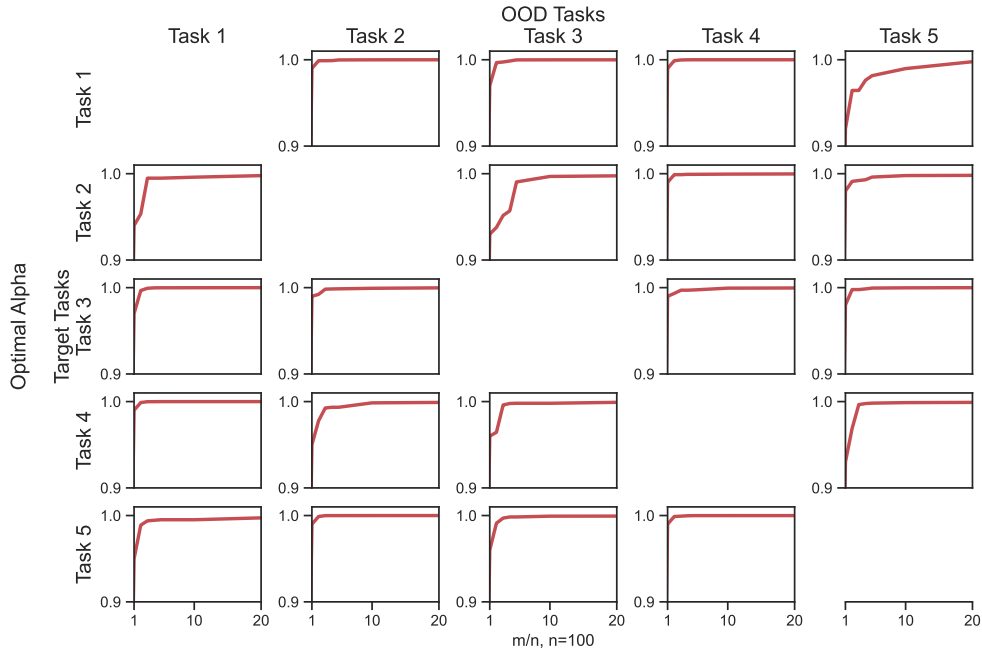 OOD Tasks
Task 1 Task 2 Task 3 Task 4 Task 5
Optimal Alpha
Target Tasks
Task 1
1.0 1.0 1.0 1.0
0.9 0.9 0.9 0.9
Task 2
1.0 1.0 1.0 1.0
0.9 0.9 0.9 0.9
Task 3
1.0 1.0 1.0 1.0
0.9 0.9 0.9 0.9
Task 4
1.0 1.0 1.0 1.0
0.9 0.9 0.9 0.9
Task 5
1.0 1.0 1.0 1.0
0.9 0.9 0.9 0.9
1 10 20 1 10 20 1 10 20 1 10 20 1 10 20
m/n, n=100